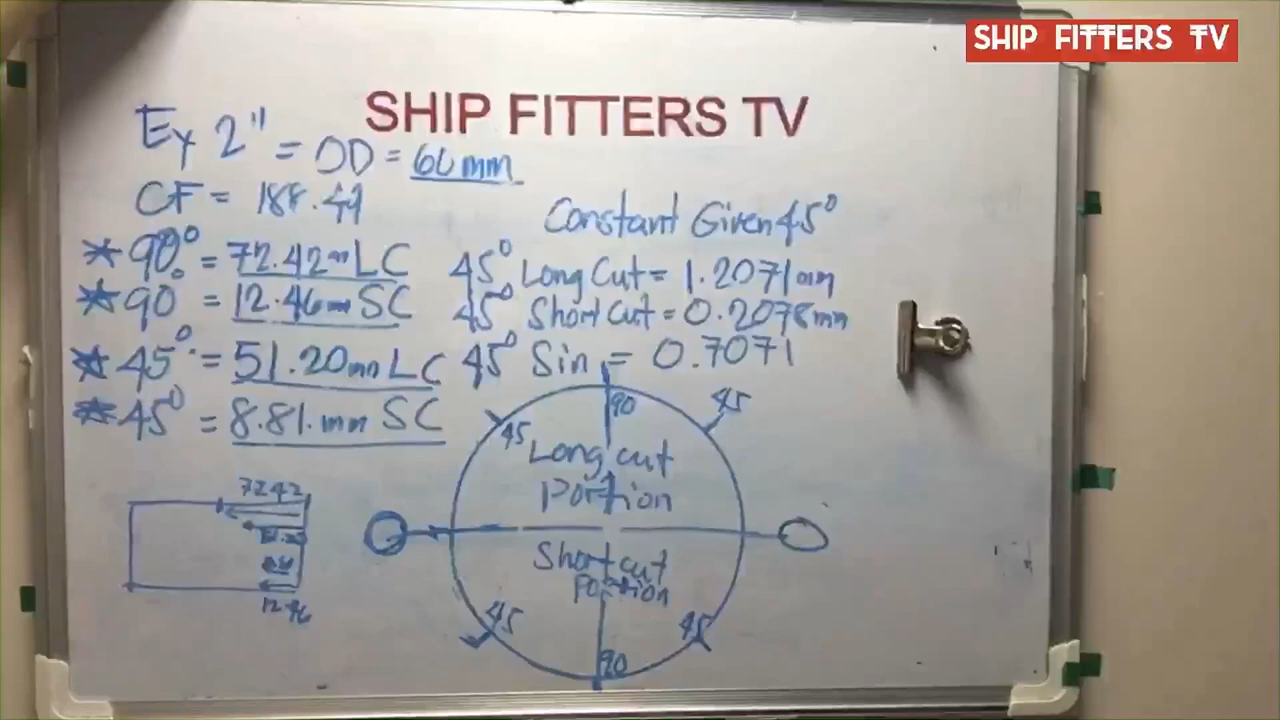 SHIP FITTERS TV
SHIP FITTERS TV
Ex 2" = OD = 60mm
CF = 188.49
Constant Given 45°
*90° = 72.42mm LC
45° Long Cut = 1.2071mm
*90° = 12.46mm SC
45° Short Cut = 0.2078mm
*45° = 51.20mm LC
45° Sin = 0.7071
*45° = 8.81.mm SC
90
45
45
Long cut
Portion
72.42
Short cut
Portion
12.46
45
45
90